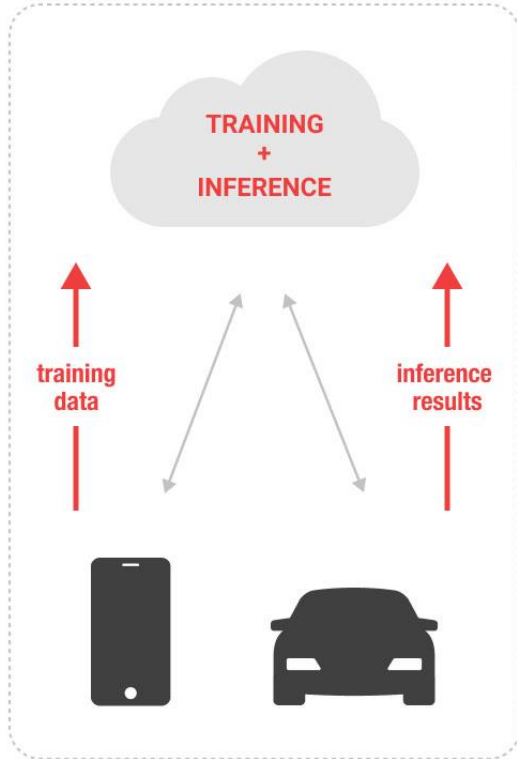 TRAINING
+
INFERENCE
training
data
inference
results